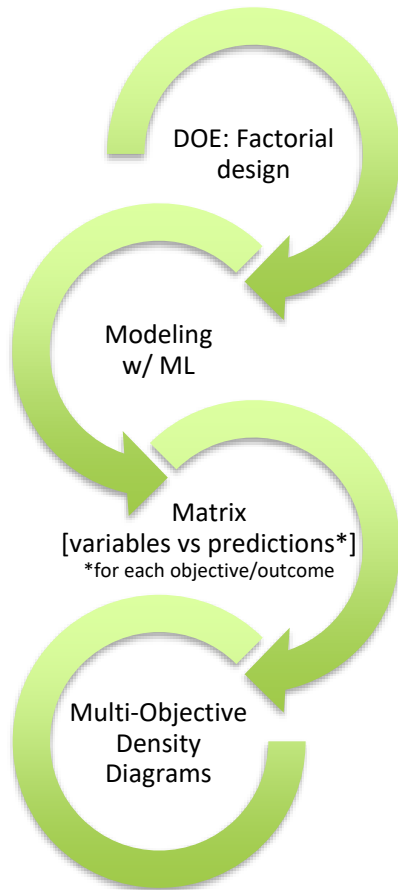 DOE: Factorial
design
Modeling
w/ ML
Matrix
[variables vs predictions*]
*for each objective/outcome
Multi-Objective
Density
Diagrams